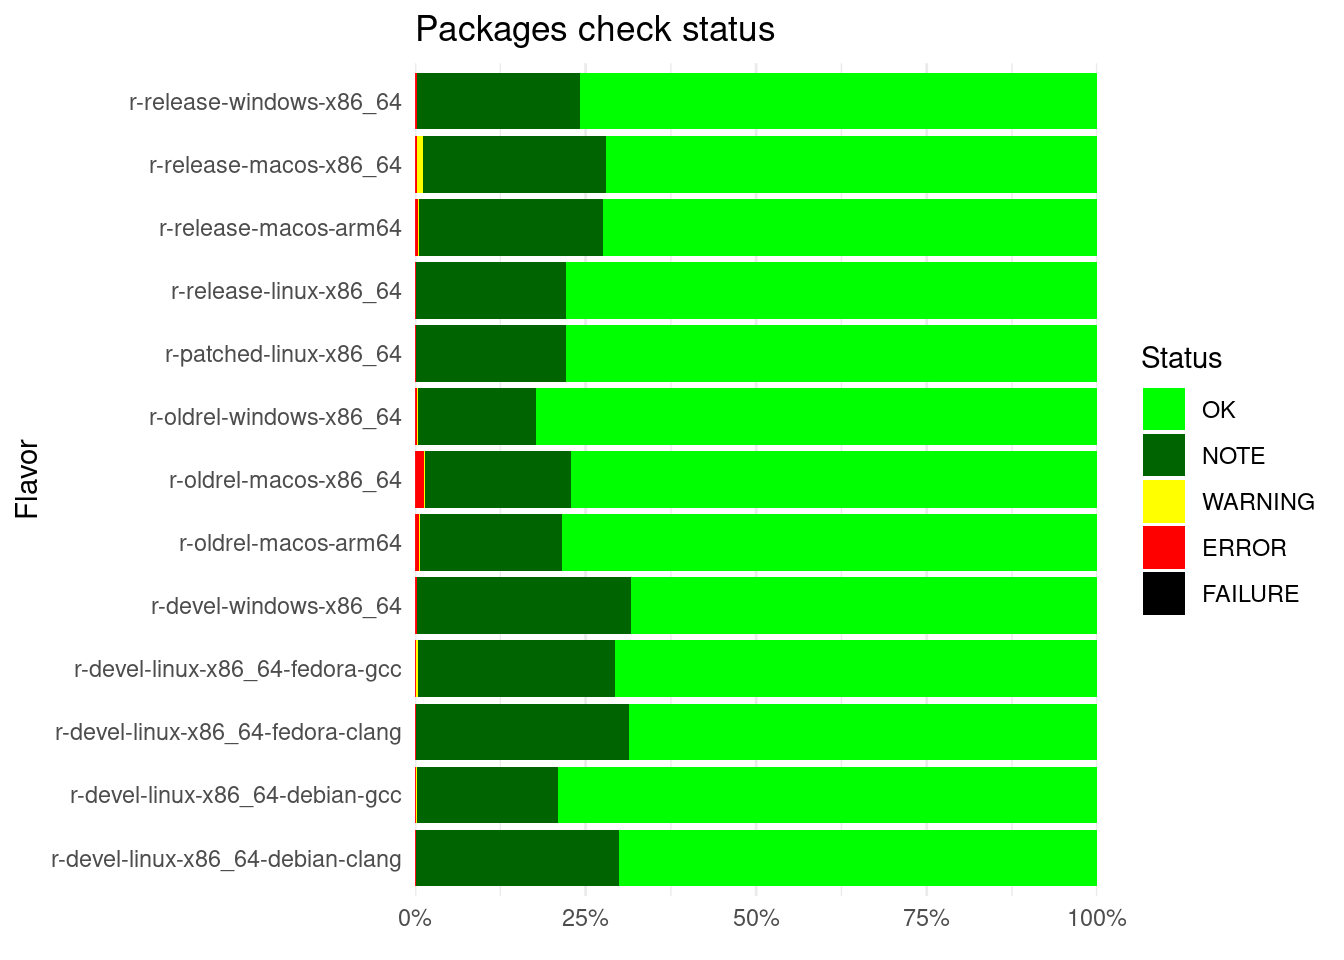 Packages check status
Flavor
r-release-windows-x86_64
r-release-macos-x86_64
r-release-macos-arm64
r-release-linux-x86_64
r-patched-linux-x86_64
r-oldrel-windows-x86_64
r-oldrel-macos-x86_64
r-oldrel-macos-arm64
r-devel-windows-x86_64
r-devel-linux-x86_64-fedora-gcc
r-devel-linux-x86_64-fedora-clang
r-devel-linux-x86_64-debian-gcc
r-devel-linux-x86_64-debian-clang
0% 25% 50% 75% 100%
Status
OK
NOTE
WARNING
ERROR
FAILURE